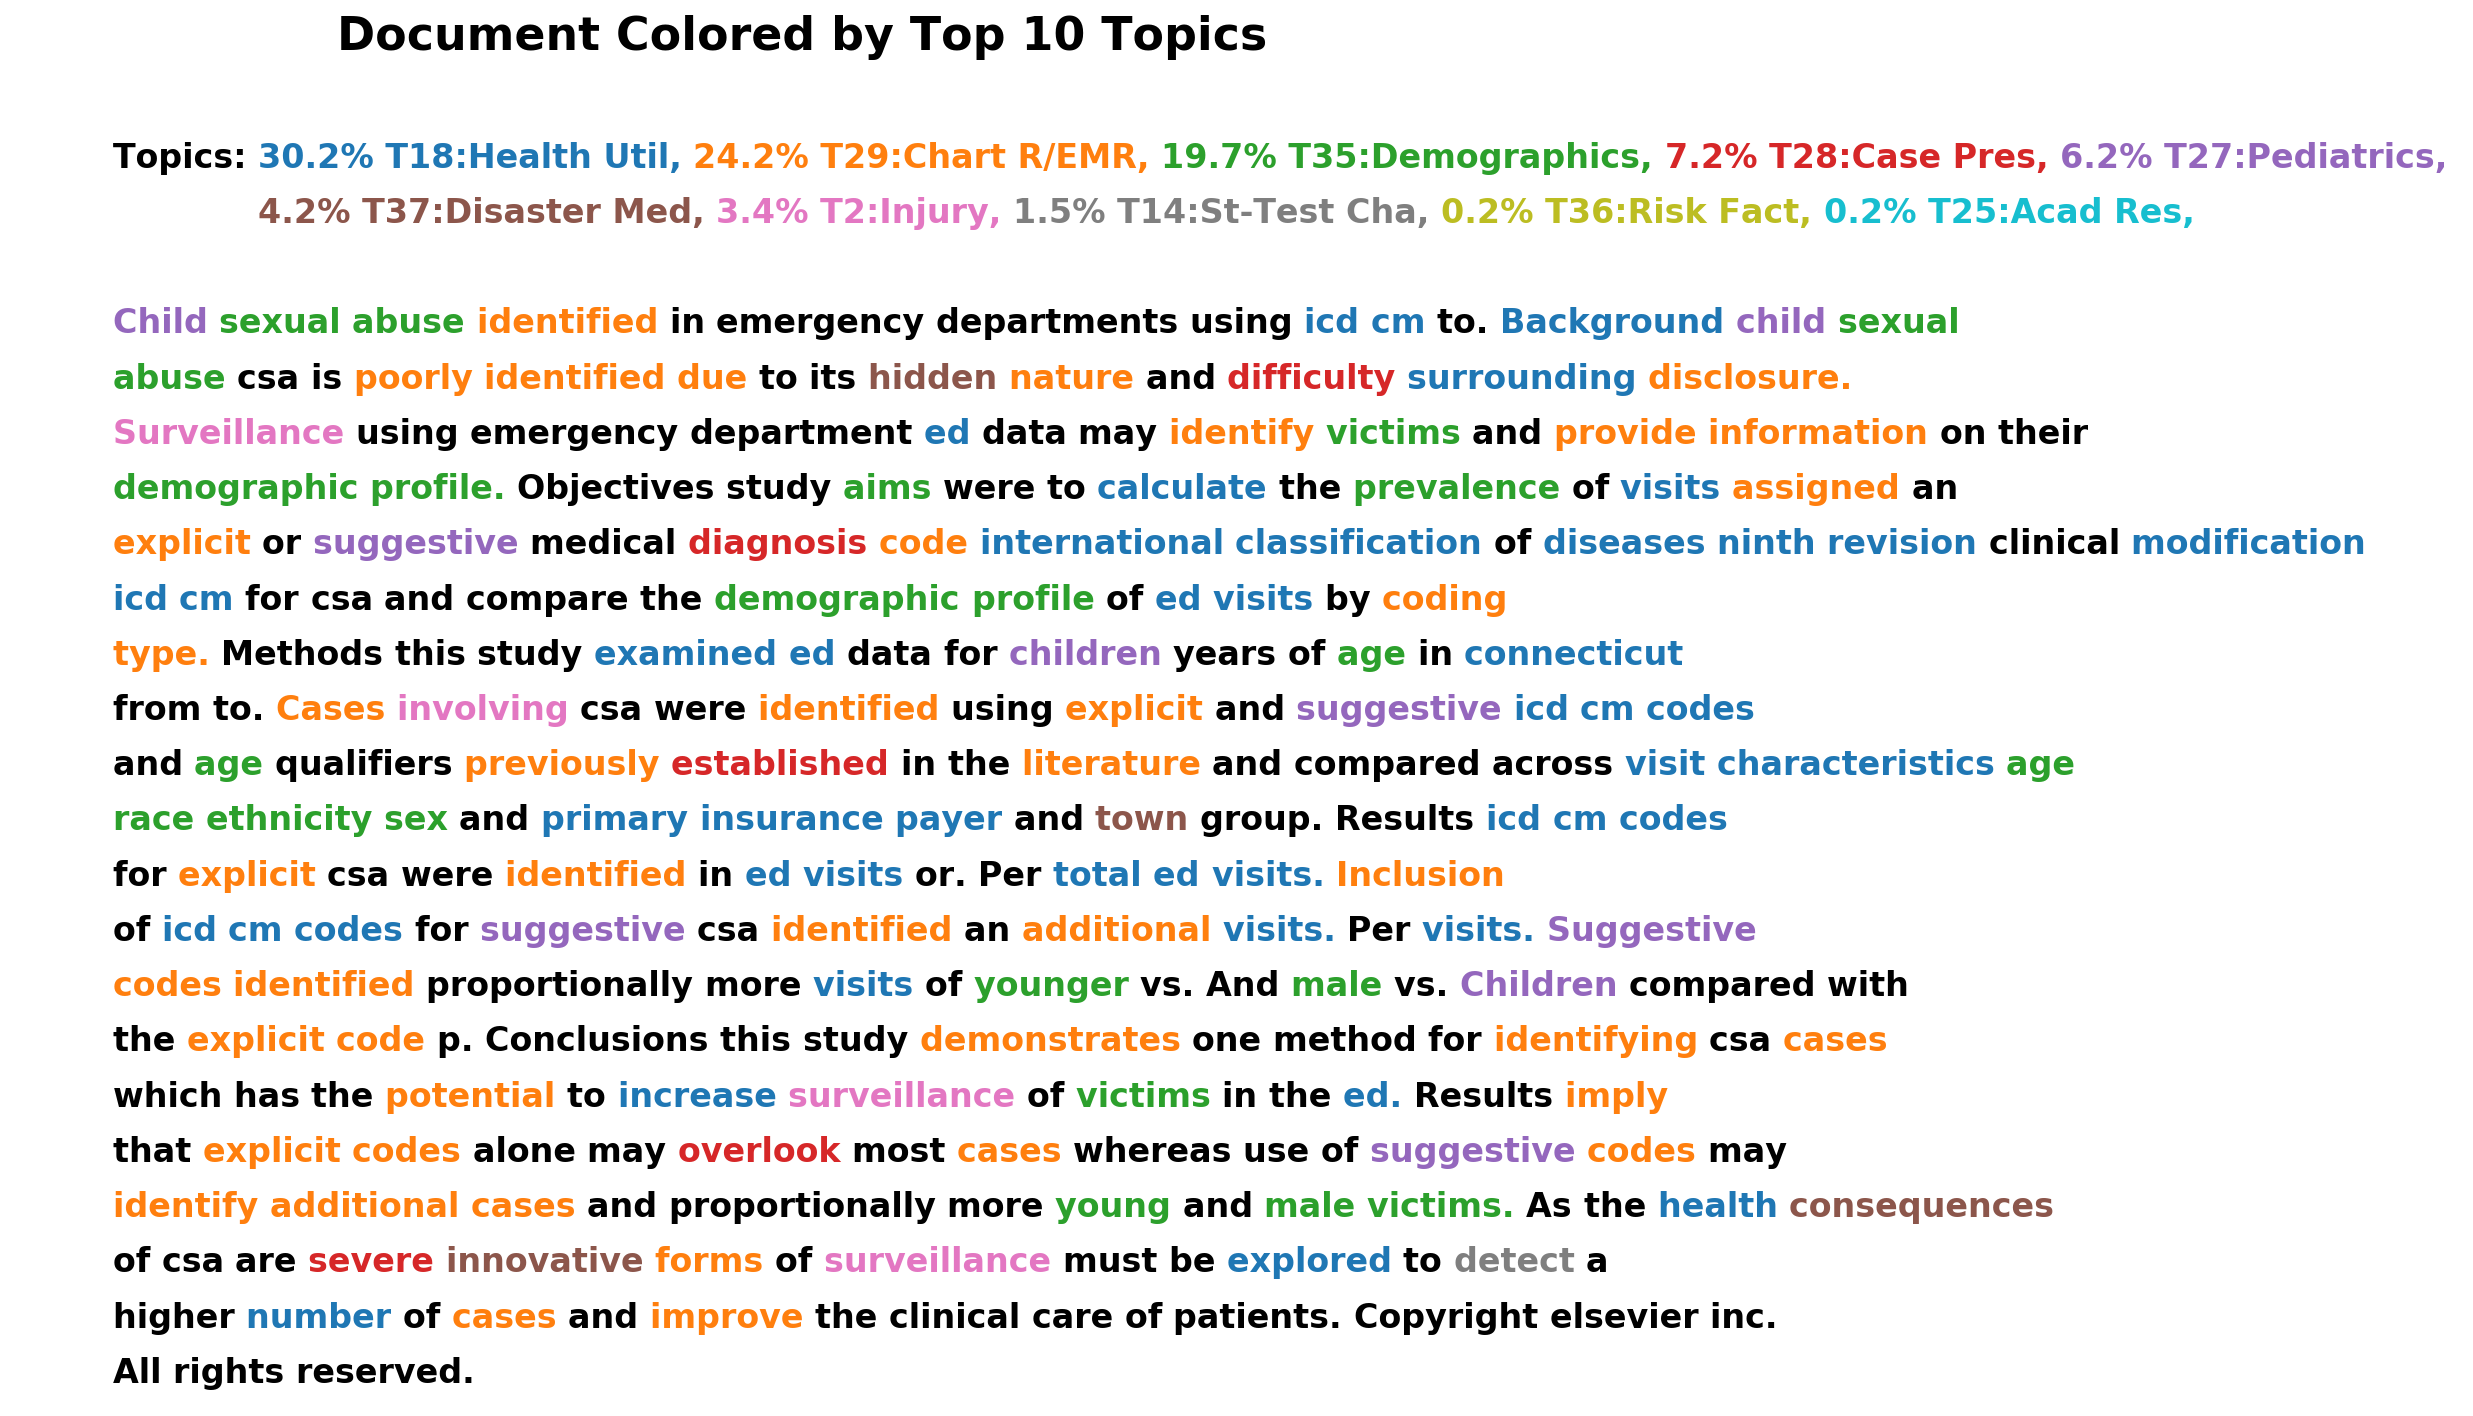 Document Colored by Top 10 Topics
Topics: 30.2% T18:Health Util, 24.2% T29:Chart R/EMR, 19.7% T35:Demographics, 7.2% T28:Case Pres, 6.2% T27:Pediatrics,
4.2% T37:Disaster Med, 3.4% T2:Injury, 1.5% T14:St-Test Cha, 0.2% T36:Risk Fact, 0.2% T25:Acad Res,
Child sexual abuse identified in emergency departments using icd cm to. Background child sexual
abuse csa is poorly identified due to its hidden nature and difficulty surrounding disclosure.
Surveillance using emergency department ed data may identify victims and provide information on their
demographic profile. Objectives study aims were to calculate the prevalence of visits assigned an
explicit or suggestive medical diagnosis code international classification of diseases ninth revision clinical modification
icd cm for csa and compare the demographic profile of ed visits by coding
type. Methods this study examined ed data for children years of age in connecticut
from to. Cases involving csa were identified using explicit and suggestive icd cm codes
and age qualifiers previously established in the literature and compared across visit characteristics age
race ethnicity sex and primary insurance payer and town group. Results icd cm codes
for explicit csa were identified in ed visits or. Per total ed visits. Inclusion
of icd cm codes for suggestive csa identified an additional visits. Per visits. Suggestive
codes identified proportionally more visits of younger vs. And male vs. Children compared with
the explicit code p. Conclusions this study demonstrates one method for identifying csa cases
which has the potential to increase surveillance of victims in the ed. Results imply
that explicit codes alone may overlook most cases whereas use of suggestive codes may
identify additional cases and proportionally more young and male victims. As the health consequences
of csa are severe innovative forms of surveillance must be explored to detect a
higher number of cases and improve the clinical care of patients. Copyright elsevier inc.
All rights reserved.